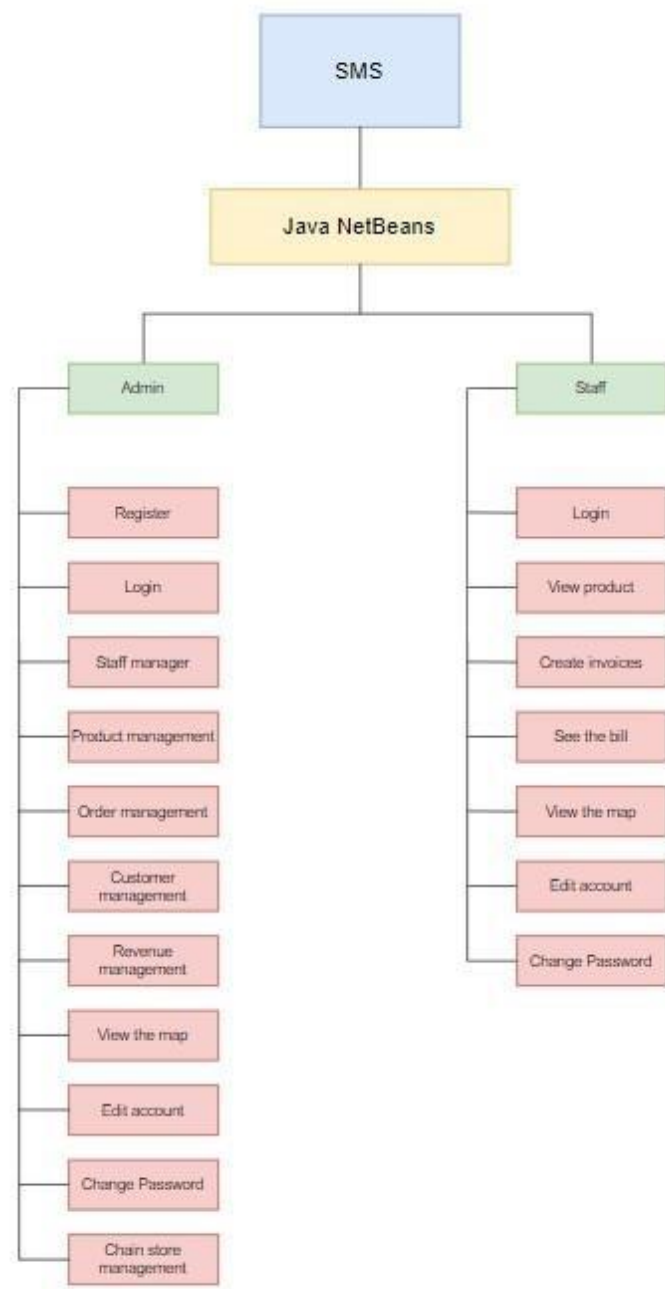 SMS
Java NetBeans
Admin
Register
Login
Staff manager
Product management
Order management
Customer
management
Revenue
management
View the map
Edit account
Change Password
Chain store
management
Staff
Login
View product
Create invoices
See the bill
View the map
Edit account
Change Password